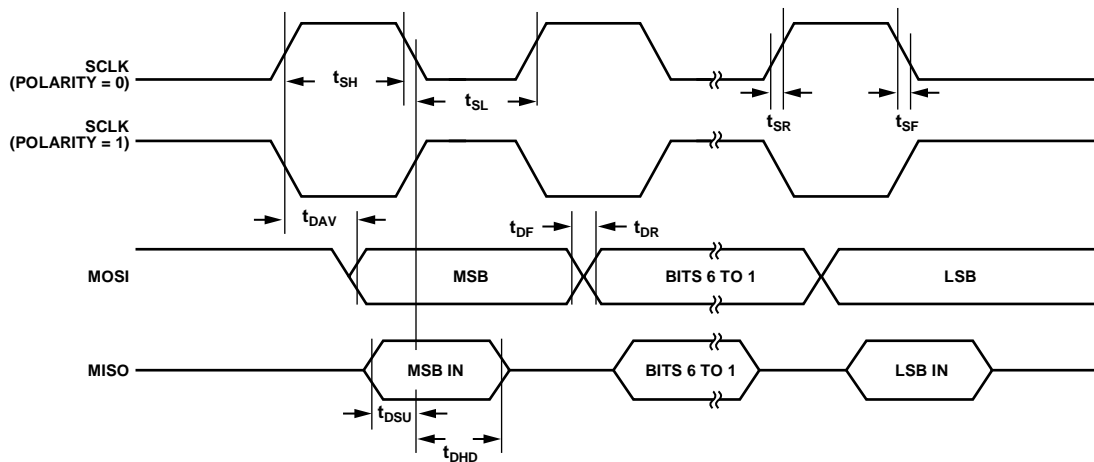 SCLK
(POLARITY = 0)
tSH
tSL
tSR
tSF
SCLK
(POLARITY = 1)
tDAV
tDF
tDR
MOSI
MSB
BITS 6 TO 1
LSB
MISO
MSB IN
BITS 6 TO 1
LSB IN
tDSU
tDHD